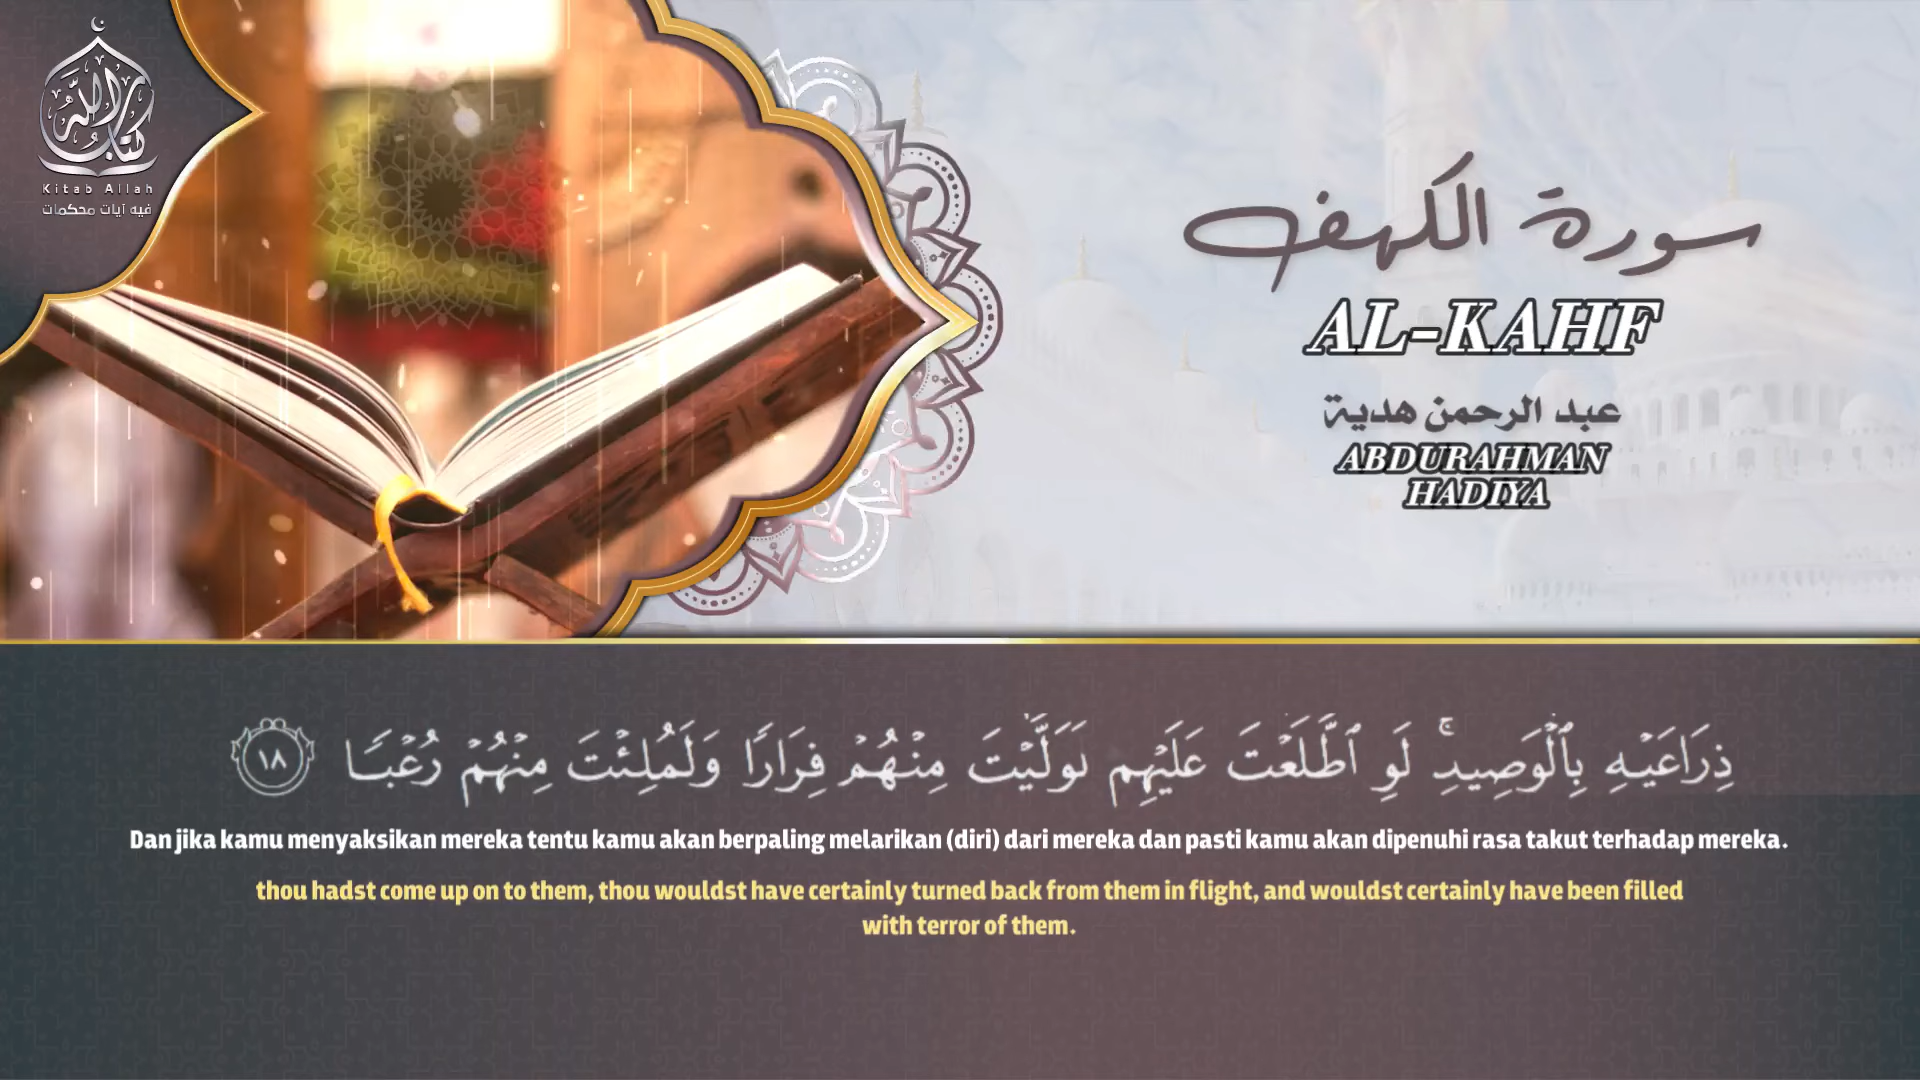 كتاب الله
Kitab Allah
فيه آيات محكمات
سورة الكهف
AL-KAHF
عبد الرحمن هدية
ABDURAHMAN
HADIYA
ذِرَاعَيْهِ بِٱلْوَصِيدِ ۚ لَوِ ٱطَّلَعْتَ عَلَيْهِمْ لَوَلَّيْتَ مِنْهُمْ فِرَارًا وَلَمُلِئْتَ مِنْهُمْ رُعْبًا ١٨
Dan jika kamu menyaksikan mereka tentu kamu akan berpaling melarikan (diri) dari mereka dan pasti kamu akan dipenuhi rasa takut terhadap mereka.
thou hadst come up on to them, thou wouldst have certainly turned back from them in flight, and wouldst certainly have been filled
with terror of them.